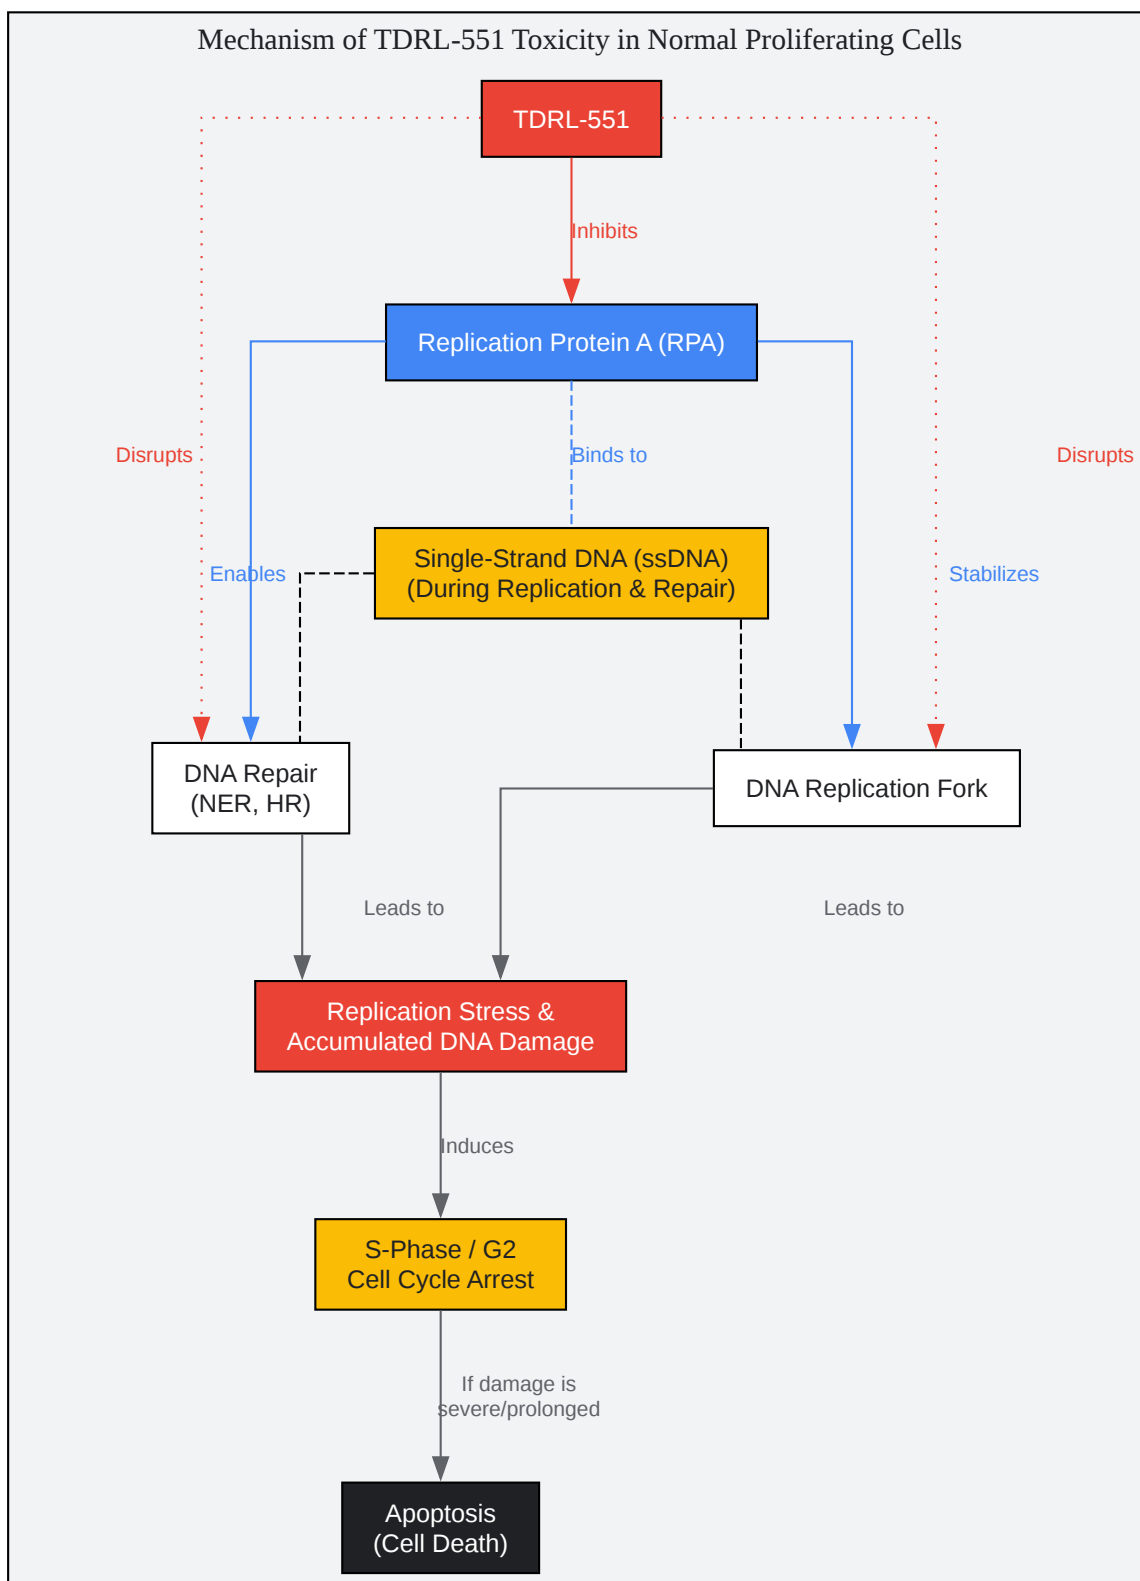 Mechanism of TDRL-551 Toxicity in Normal Proliferating Cells
TDRL-551
Inhibits
Replication Protein A (RPA)
Disrupts
Binds to
Disrupts
Single-Strand DNA (ssDNA)
(During Replication & Repair)
Enables
Stabilizes
DNA Repair
(NER, HR)
DNA Replication Fork
Leads to
Leads to
Replication Stress &
Accumulated DNA Damage
Induces
S-Phase / G2
Cell Cycle Arrest
If damage is
severe/prolonged
Apoptosis
(Cell Death)